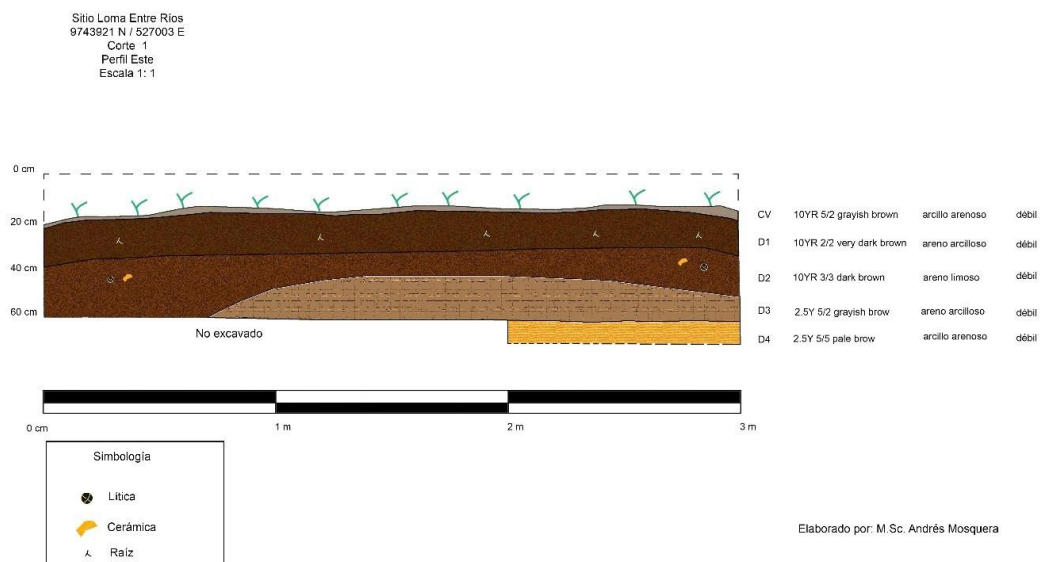 Sitio Loma Entre Ríos
9743921 N / 527003 E
Corte 1
Perfil Este
Escala 1: 1
0 cm
20 cm
40 cm
60 cm
CV 10YR 5/2 grayish brown arcillo arenoso débil
D1 10YR 2/2 very dark brown areno arcilloso débil
D2 10YR 3/3 dark brown areno limoso débil
D3 2.5Y 5/2 grayish brow areno arcilloso débil
D4 2.5Y 5/5 pale brow arcillo arenoso débil
No excavado
0 cm 1 m 2 m 3 m
Simbología
Lítica
Cerámica
Raíz
Elaborado por: M.Sc. Andrés Mosquera